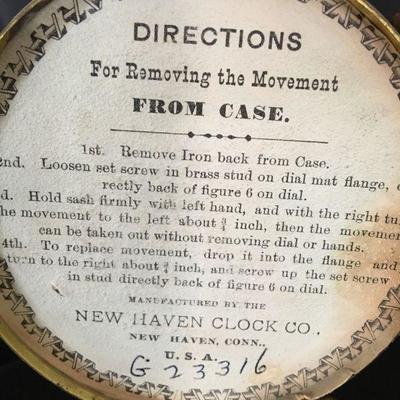 DIRECTIONS
For Removing the Movement
FROM CASE.
1st. Remove Iron back from Case.
2nd. Loosen set screw in brass stud on dial mat flange,
rectly back of figure 6 on dial.
d. Hold sash firmly with left hand, and with the right tu
he movement to the left about ¾ inch, then the movemen
can be taken out without removing dial or hands.
4th. To replace movement, drop it into the flange and
turn to the right about ¾ inch, and screw up the set screw
in stud directly back of 6 on dial.
MANUFACTURED BY THE
NEW HAVEN CLOCK CO.
NEW HAVEN, CONN.,
U. S. A.
G. 23316